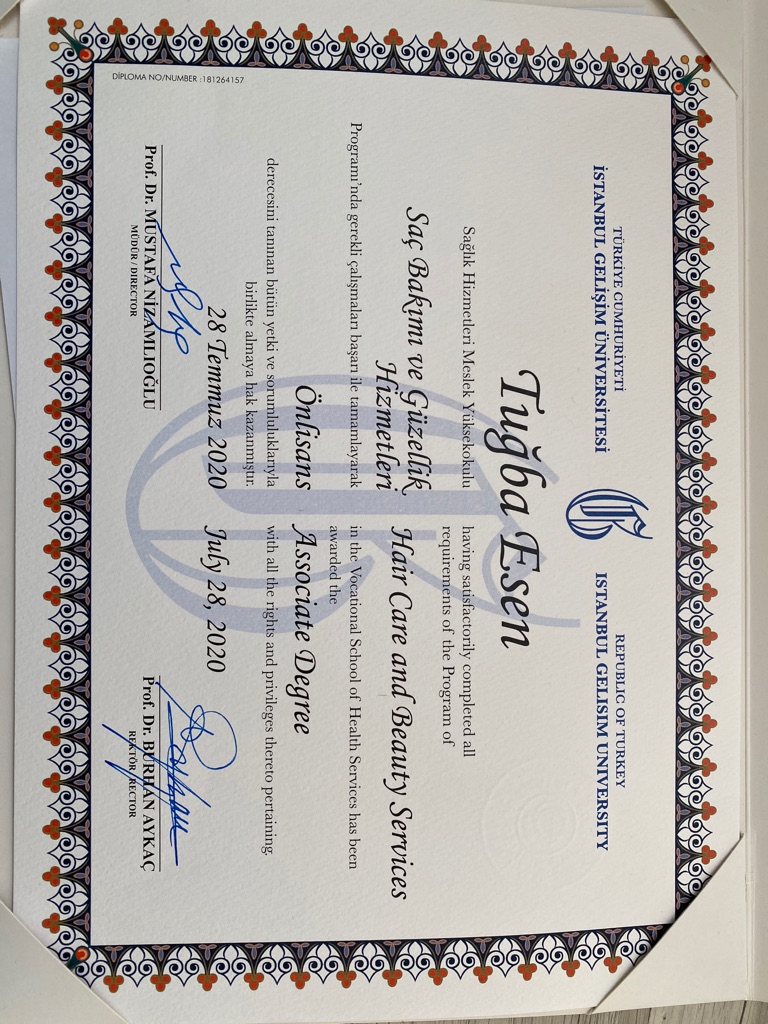 TÜRKİYE CUMHURİYETİ
İSTANBUL GELİŞİM ÜNİVERSİTESİ
REPUBLIC OF TURKEY
ISTANBUL GELISIM UNIVERSITY
Tuğba Esen
Sağlık Hizmetleri Meslek Yüksekokulu
Saç Bakımı ve Güzellik
Hizmetleri
Programı'nda gerekli çalışmaları başarı ile tamamlayarak
Önlisans
derecesini tanınan bütün yetki ve sorumluluklarıyla
birlikte almaya hak kazanmıştır.
28 Temmuz 2020
having satisfactorily completed all
requirements of the Program of
Hair Care and Beauty Services
in the Vocational School of Health Services has been
awarded the
Associate Degree
with all the rights and privileges thereto pertaining.
July 28, 2020
Prof. Dr. MUSTAFA NİZAMLIOĞLU
MÜDÜR / DIRECTOR
Prof. Dr. BURHAN AYKAÇ
REKTÖR / RECTOR
DİPLOMA NO/NUMBER :181264157